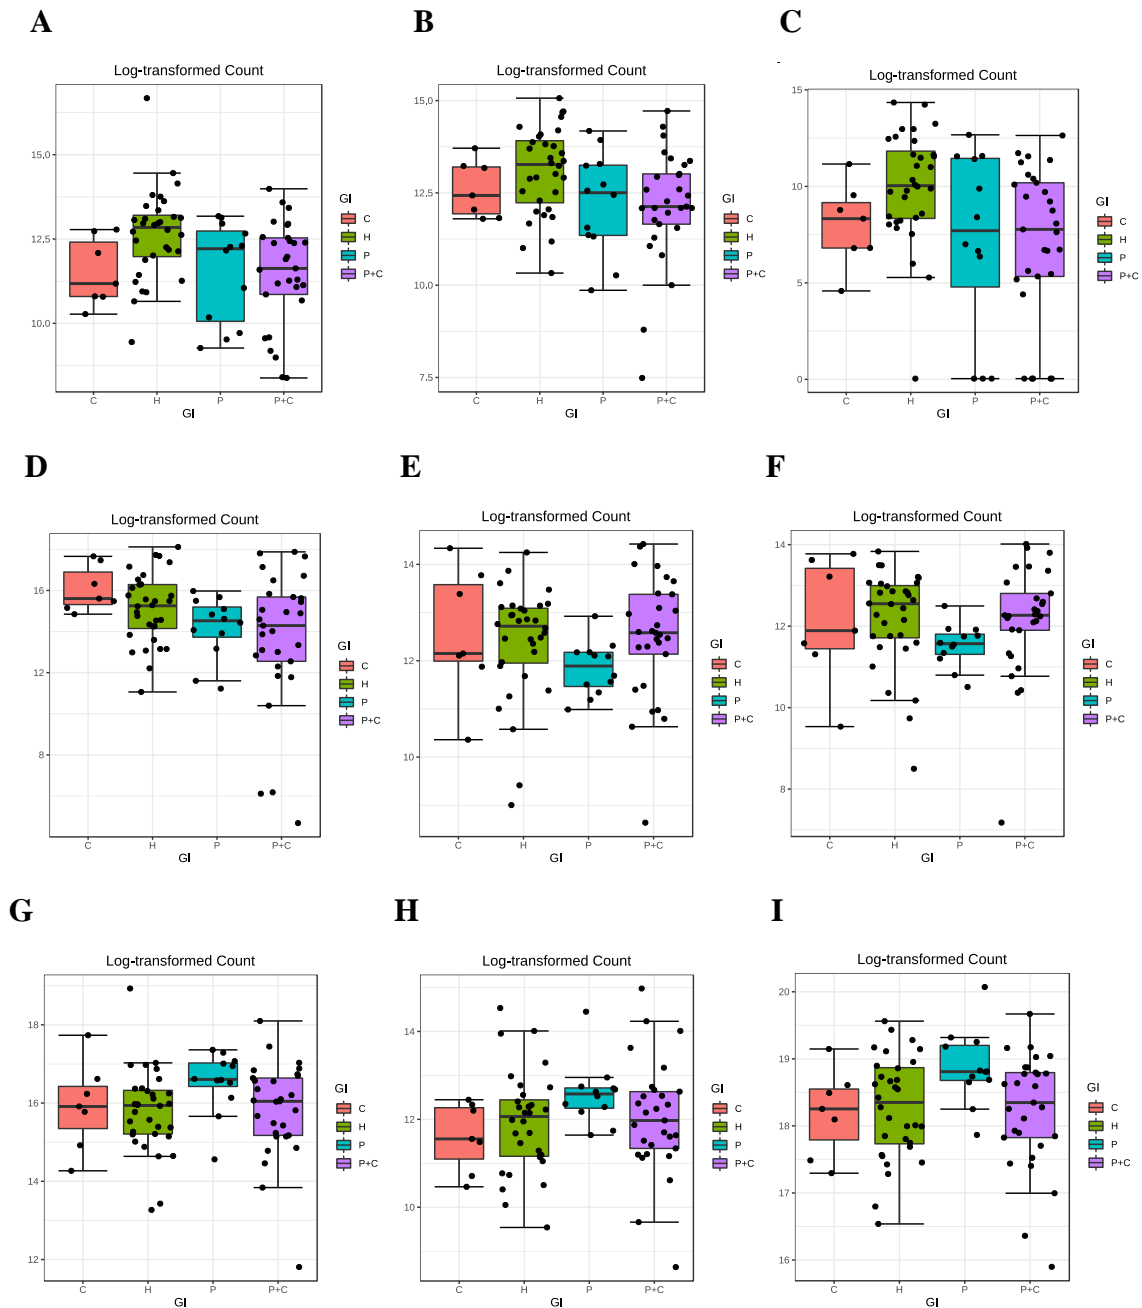 A
B
C
Log-transformed Count
15,0
12.5
10.0
C
H
P
P+C
GI
GI
C
H
P
P+C
Log-transformed Count
15,0
12.5
10.0
7.5
C
H
P
P+C
GI
GI
C
H
P
P+C
Log-transformed Count
15
10
5
0
C
H
P
P+C
GI
GI
C
H
P
P+C
D
E
F
Log-transformed Count
16
12
8
C
H
P
P+C
GI
GI
C
H
P
P+C
Log-transformed Count
14
12
10
C
H
P
P+C
GI
GI
C
H
P
P+C
Log-transformed Count
14
12
10
8
C
H
P
P+C
GI
GI
C
H
P
P+C
G
H
I
Log-transformed Count
18
16
14
12
C
H
P
P+C
GI
GI
C
H
P
P+C
Log-transformed Count
14
12
10
C
H
P
P+C
GI
GI
C
H
P
P+C
Log-transformed Count
20
19
18
17
16
C
H
P
P+C
GI
GI
C
H
P
P+C